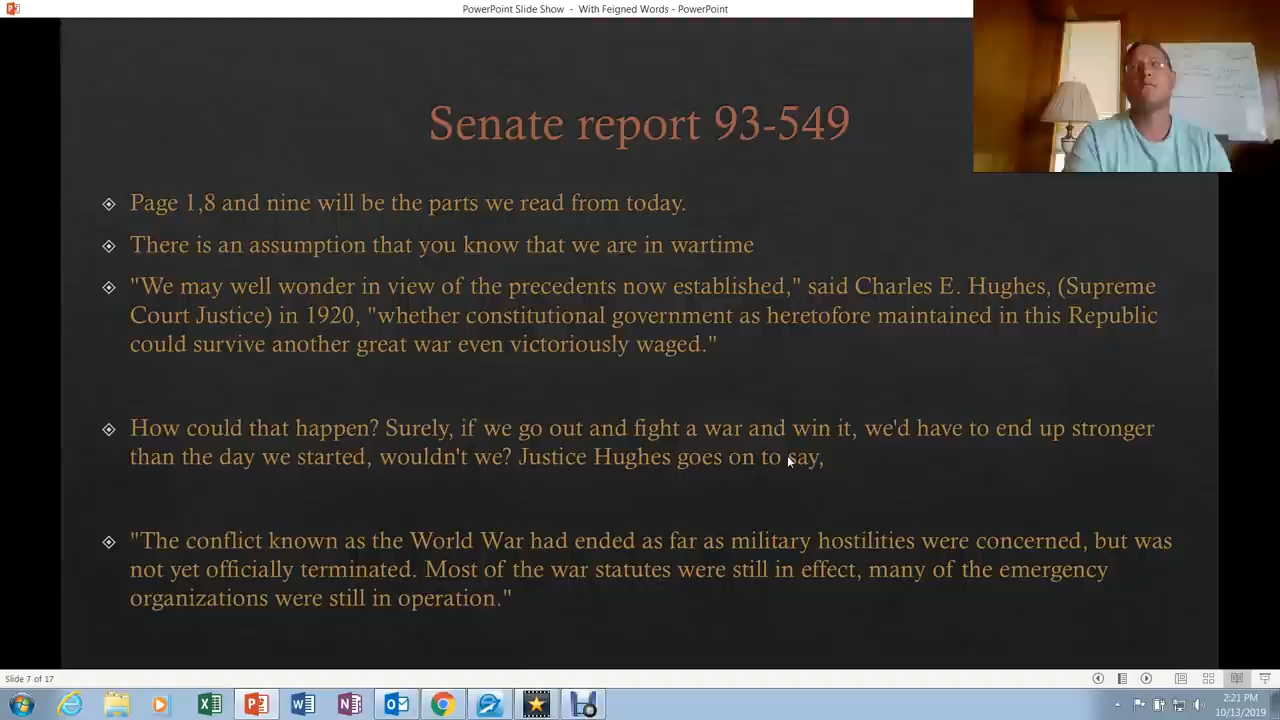 PowerPoint Slide Show - With Feigned Words - PowerPoint
Senate report 93-549
Page 1,8 and nine will be the parts we read from today.
There is an assumption that you know that we are in wartime
"We may well wonder in view of the precedents now established," said Charles E. Hughes, (Supreme
Court Justice) in 1920, "whether constitutional government as heretofore maintained in this Republic
could survive another great war even victoriously waged."
How could that happen? Surely, if we go out and fight a war and win it, we'd have to end up stronger
than the day we started, wouldn't we? Justice Hughes goes on to say,
"The conflict known as the World War had ended as far as military hostilities were concerned, but was
not yet officially terminated. Most of the war statutes were still in effect, many of the emergency
organizations were still in operation."
Slide 7 of 17
2:21 PM
10/13/2019